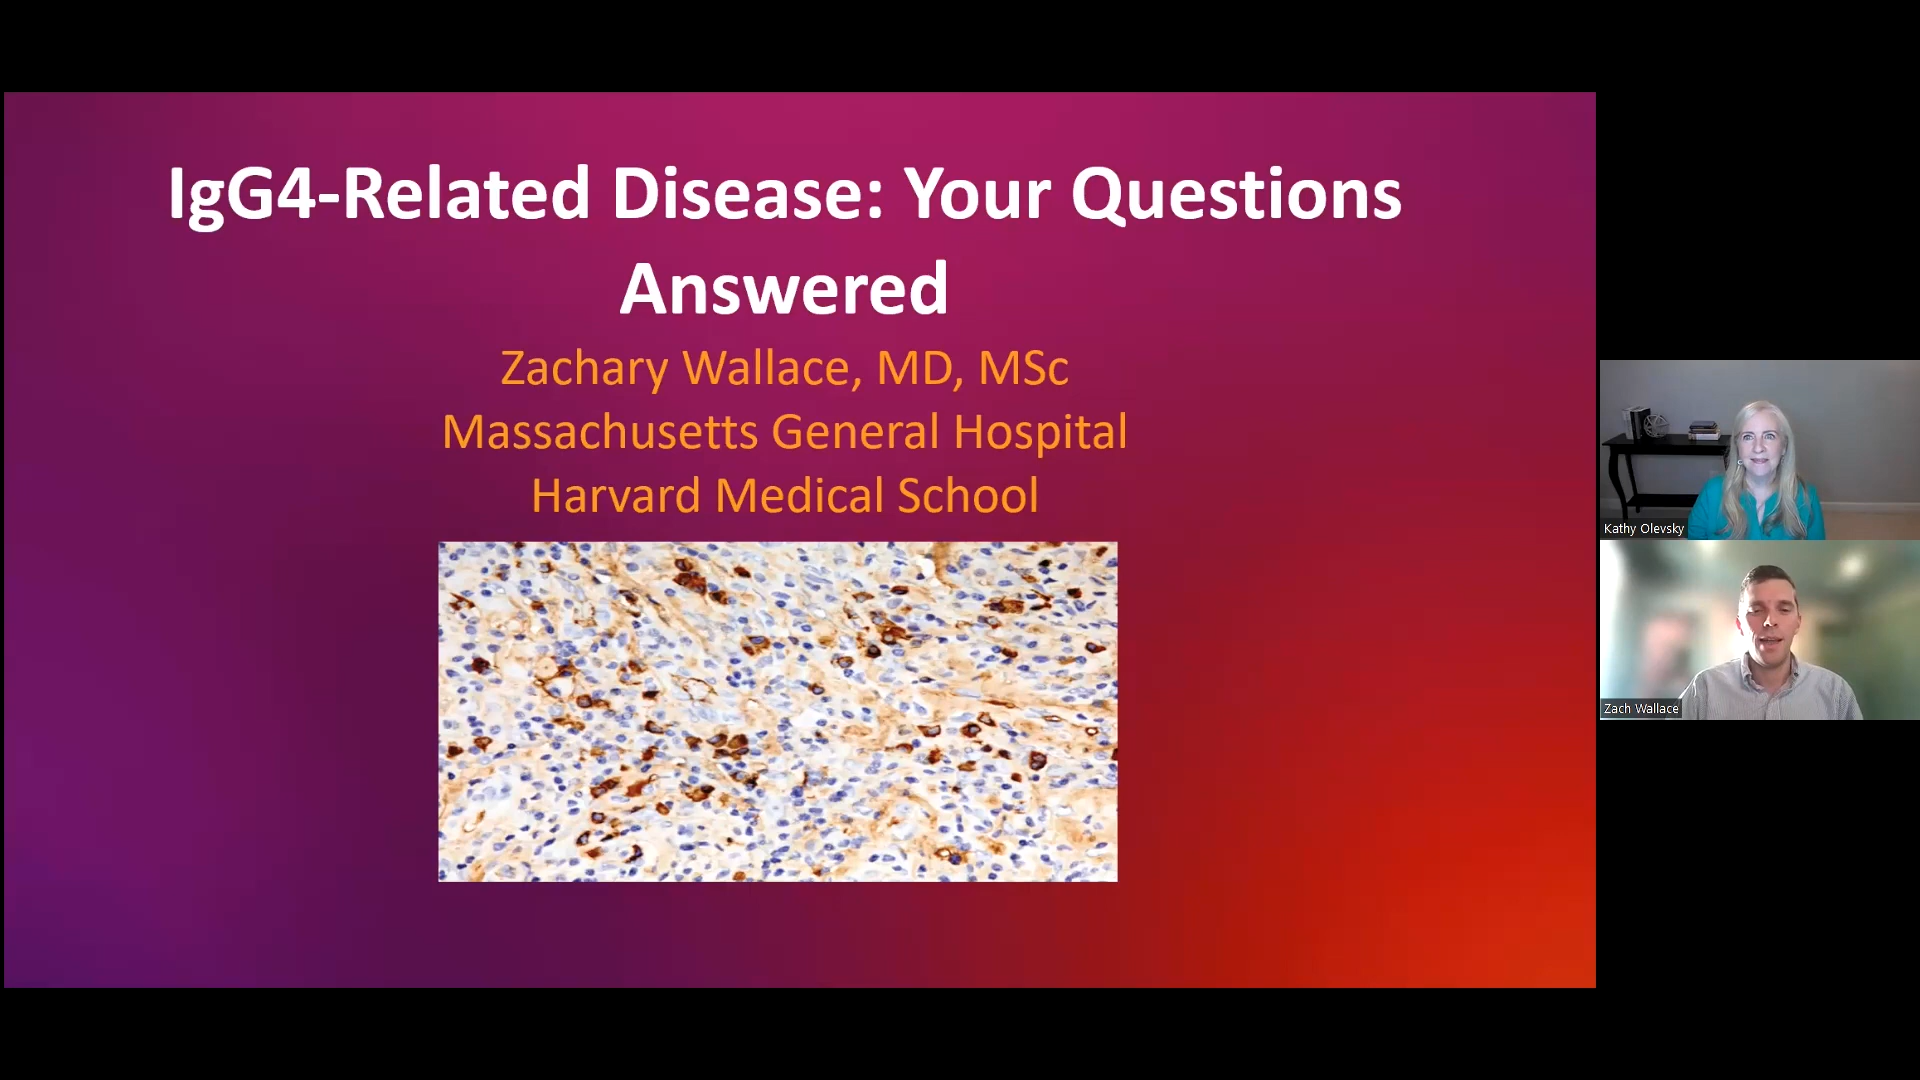 IgG4-Related Disease: Your Questions
Answered
Zachary Wallace, MD, MSc
Massachusetts General Hospital
Harvard Medical School
Kathy Olevsky
Zach Wallace